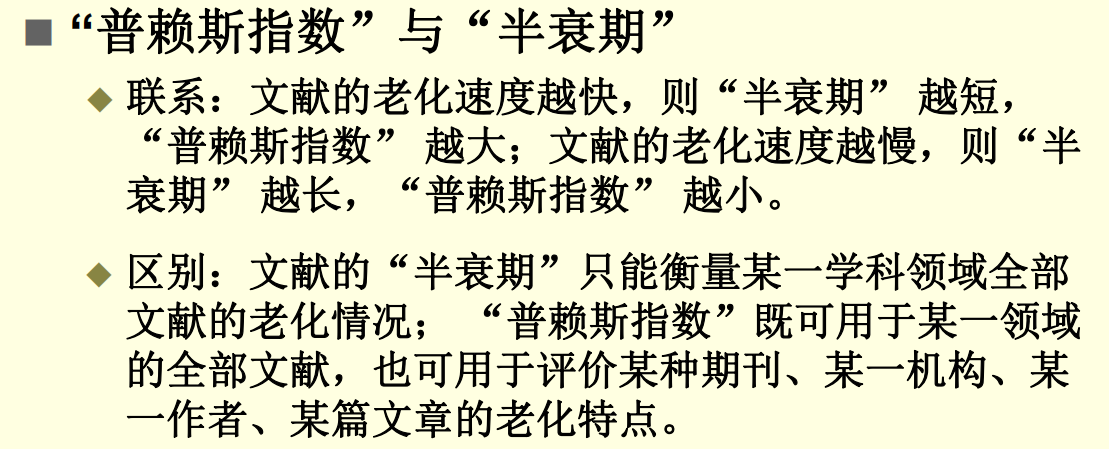 “普赖斯指数”与“半衰期”
联系：文献的老化速度越快，则“半衰期” 越短，
“普赖斯指数” 越大；文献的老化速度越慢，则“半
衰期” 越长，“普赖斯指数” 越小。
区别：文献的“半衰期”只能衡量某一学科领域全部
文献的老化情况； “普赖斯指数”既可用于某一领域
的全部文献，也可用于评价某种期刊、某一机构、某
一作者、某篇文章的老化特点。